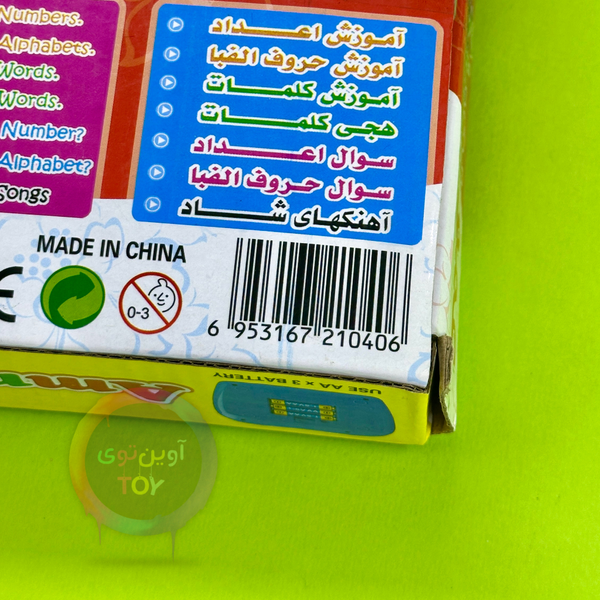 Numbers.
Alphabets.
Words.
Words.
Number?
Alphabet?
Songs
آموزش اعداد
آموزش حروف الفبا
آموزش کلمات
هجی کلمات
سوال اعداد
سوال حروف الفبا
آهنگهای شاد
MADE IN CHINA
CE
0-3
6 953167 210406
USE AA x 3 BATTERY
آوین‌توی
TOY